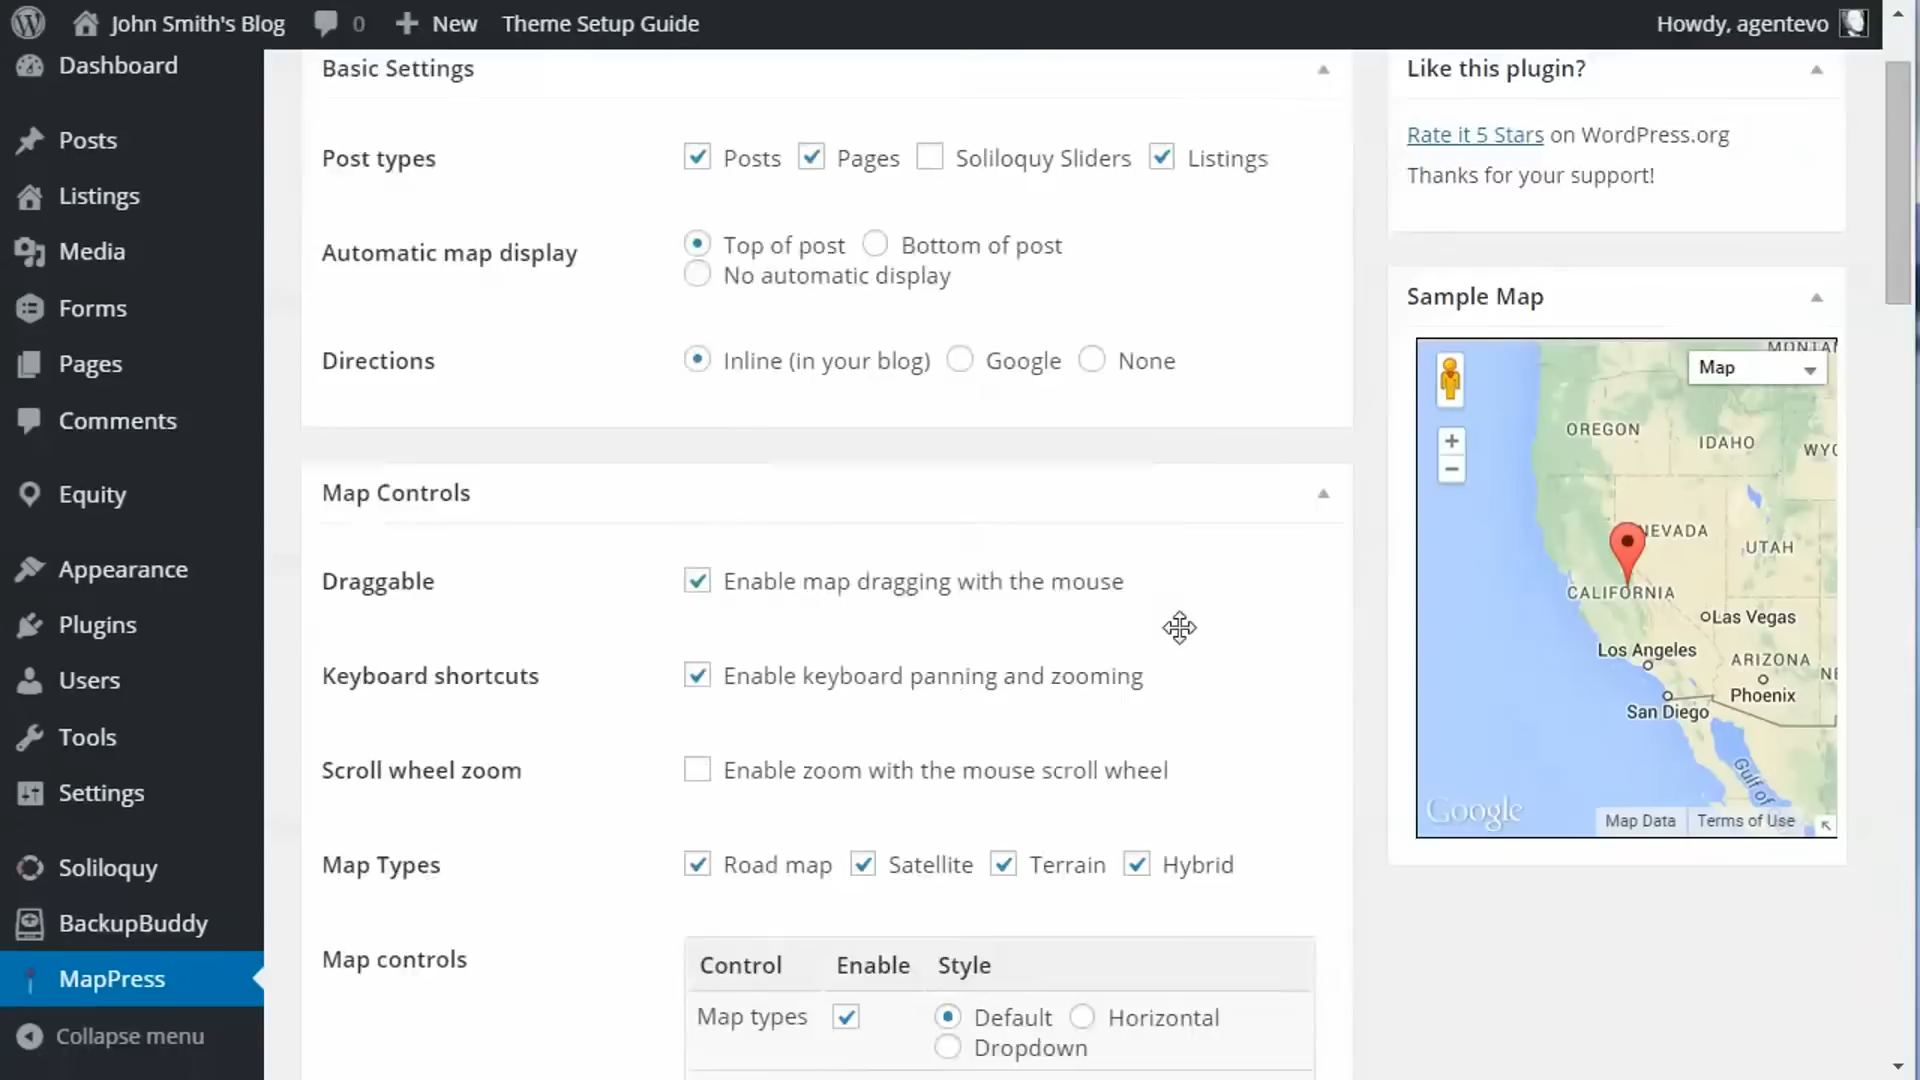 John Smith's Blog 0 New Theme Setup Guide Howdy, agentevo
Dashboard
Posts
Listings
Media
Forms
Pages
Comments
Equity
Appearance
Plugins
Users
Tools
Settings
Soliloquy
BackupBuddy
MapPress
Collapse menu
Basic Settings
Post types Posts Pages Soliloquy Sliders Listings
Automatic map display Top of post Bottom of post
No automatic display
Directions Inline (in your blog) Google None
Map Controls
Draggable Enable map dragging with the mouse
Keyboard shortcuts Enable keyboard panning and zooming
Scroll wheel zoom Enable zoom with the mouse scroll wheel
Map Types Road map Satellite Terrain Hybrid
Map controls
Control Enable Style
Map types Default Horizontal
Dropdown
Like this plugin?
Rate it 5 Stars on WordPress.org
Thanks for your support!
Sample Map
MONTA
Map
OREGON
IDAHO
WYO
NEVADA
UTAH
CALIFORNIA
Las Vegas
Los Angeles
ARIZONA
NE
Phoenix
San Diego
Gulf of
Google
Map Data Terms of Use